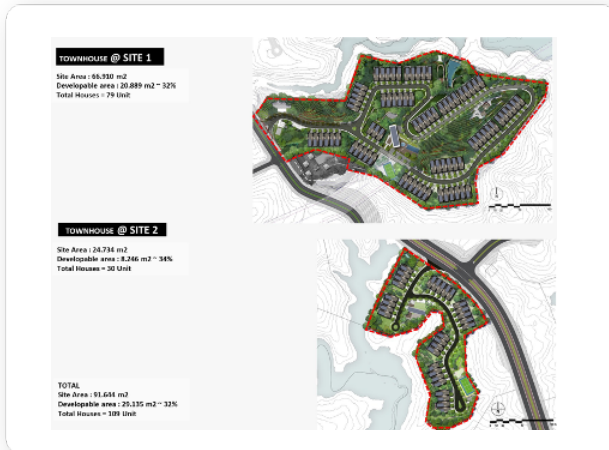 TOWNHOUSE @ SITE 1
Site Area : 66.910 m2
Developable area : 20.889 m2 ~ 32%
Total Houses = 79 Unit
TOWNHOUSE @ SITE 2
Site Area : 24.734 m2
Developable area : 8.246 m2 ~ 34%
Total Houses = 30 Unit
TOTAL
Site Area : 91.644 m2
Developable area : 29.135 m2 ~ 32%
Total Houses = 109 Unit